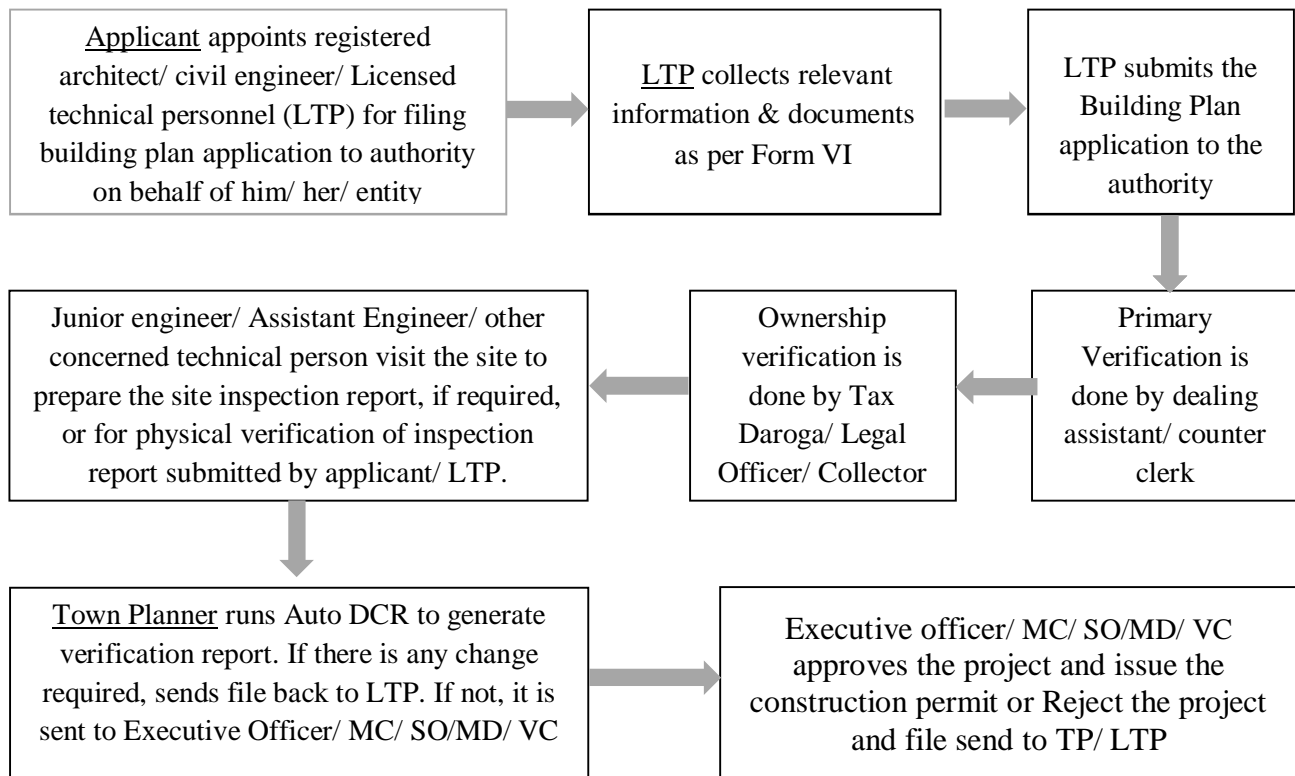 Applicant appoints registered
architect/ civil engineer/ Licensed
technical personnel (LTP) for filing
building plan application to authority
on behalf of him/ her/ entity
LTP collects relevant
information & documents
as per Form VI
LTP submits the
Building Plan
application to the
authority
Primary
Verification is
done by dealing
assistant/ counter
clerk
Ownership
verification is
done by Tax
Daroga/ Legal
Officer/ Collector
Junior engineer/ Assistant Engineer/ other
concerned technical person visit the site to
prepare the site inspection report, if required,
or for physical verification of inspection
report submitted by applicant/ LTP.
Town Planner runs Auto DCR to generate
verification report. If there is any change
required, sends file back to LTP. If not, it is
sent to Executive Officer/ MC/ SO/MD/ VC
Executive officer/ MC/ SO/MD/ VC
approves the project and issue the
construction permit or Reject the project
and file send to TP/ LTP